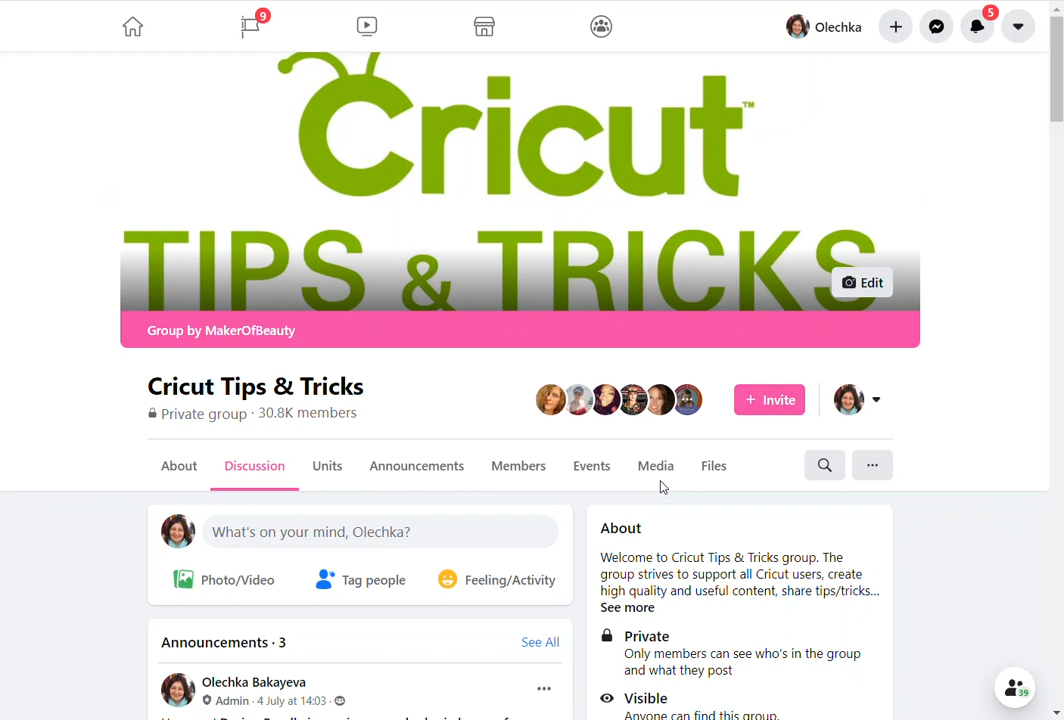 9
Olechka
5
Cricut™
TIPS & TRICKS
Edit
Group by MakerOfBeauty
Cricut Tips & Tricks
Private group · 30.8K members
+ Invite
About Discussion Units Announcements Members Events Media Files
What's on your mind, Olechka?
Photo/Video Tag people Feeling/Activity
Announcements · 3 See All
Olechka Bakayeva
Admin · 4 July at 14:03 ·
About
Welcome to Cricut Tips & Tricks group. The
group strives to support all Cricut users, create
high quality and useful content, share tips/tricks...
See more
Private
Only members can see who's in the group
and what they post
Visible
Anyone can find this group.
39